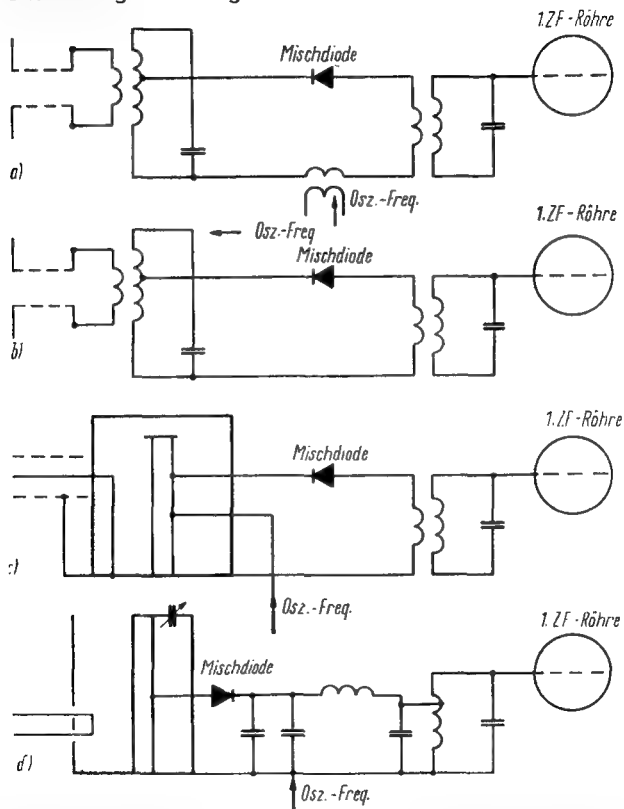 1. ZF-Röhre
Mischdiode
a)
Osz.-Freq.
Osz.-Freq
1. ZF-Röhre
Mischdiode
b)
1. ZF-Röhre
Mischdiode
c)
Osz.-Freq.
1. ZF-Röhre
Mischdiode
d)
Osz.-Freq.